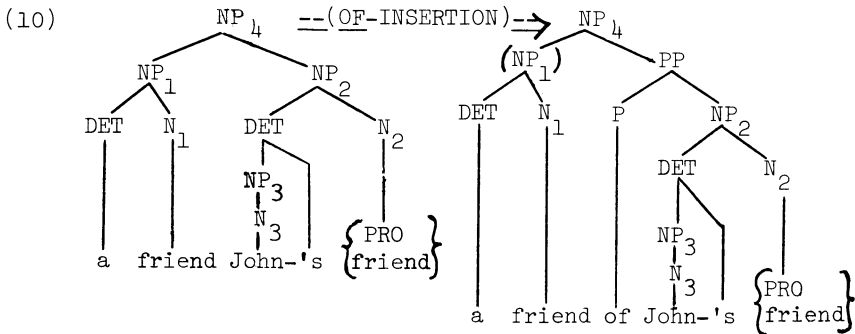 (10) NP4 --(OF-INSERTION)--> NP4
NP1 NP2 (NP1) PP
DET N1 DET N2 DET N1 P NP2
NP3 DET N2
N3 NP3
{PRO N3
a friend John-'s friend} {PRO
a friend of John-'s friend}